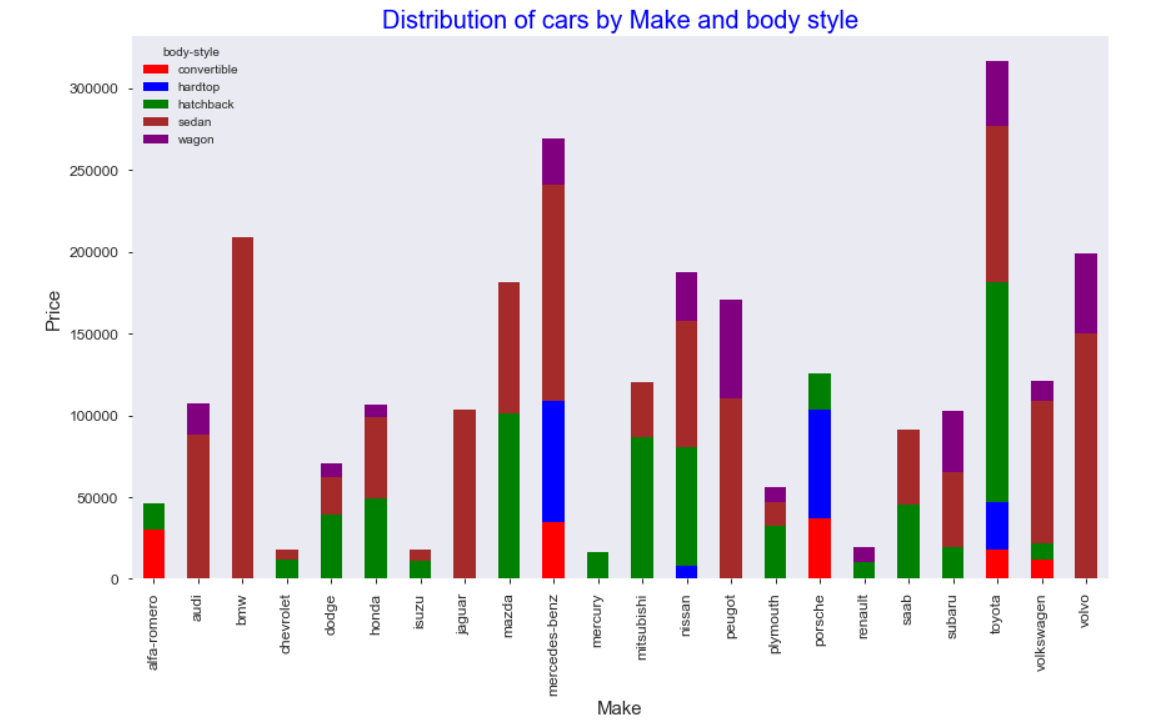 Distribution of cars by Make and body style
body-style
convertible
hardtop
hatchback
sedan
wagon
Price
300000
250000
200000
150000
100000
50000
0
alfa-romero
audi
bmw
chevrolet
dodge
honda
isuzu
jaguar
mazda
mercedes-benz
mercury
mitsubishi
nissan
peugot
plymouth
porsche
renault
saab
subaru
toyota
volkswagen
volvo
Make